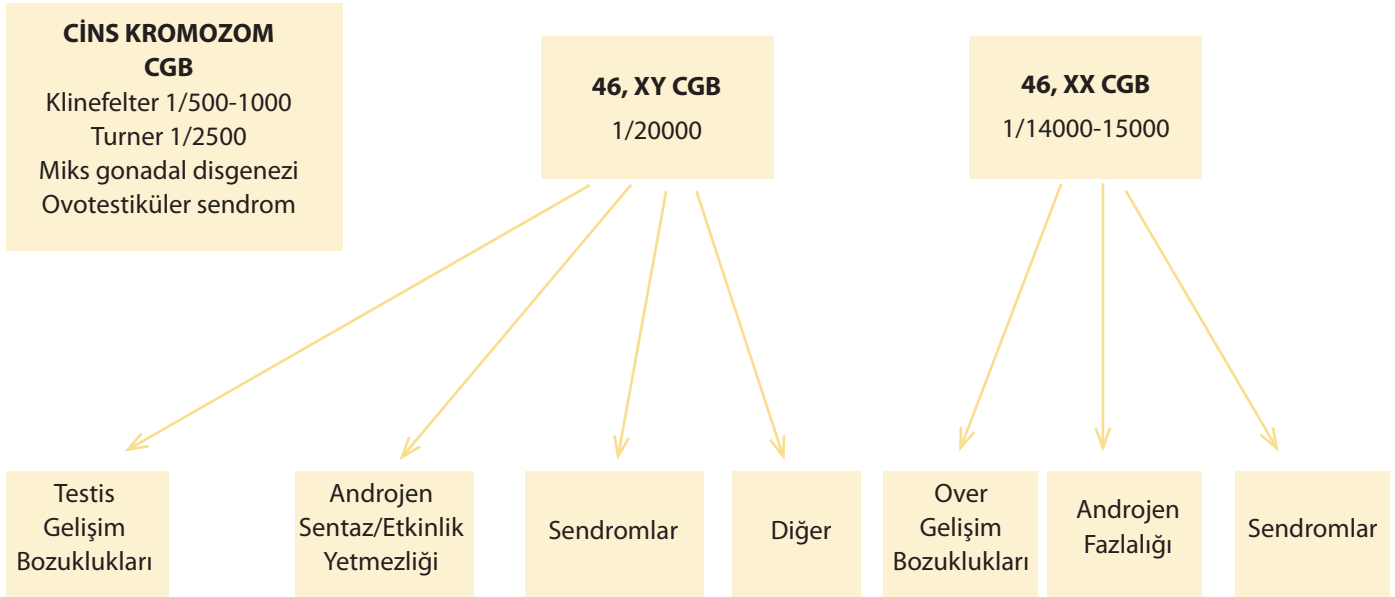 CİNS KROMOZOM
CGB
Klinefelter 1/500-1000
Turner 1/2500
Miks gonadal disgenezi
Ovotestiküler sendrom
46, XY CGB
1/20000
46, XX CGB
1/14000-15000
Testis
Gelişim
Bozuklukları
Androjen
Sentaz/Etkinlik
Yetmezliği
Sendromlar
Diğer
Over
Gelişim
Bozuklukları
Androjen
Fazlalığı
Sendromlar